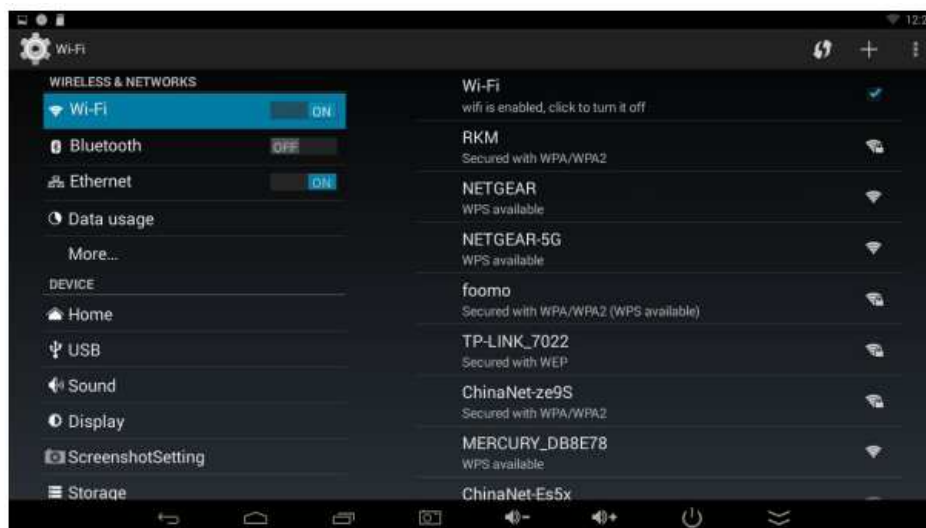 12:2
Wi-Fi
WIRELESS & NETWORKS
Wi-Fi ON
Bluetooth OFF
Ethernet ON
Data usage
More...
DEVICE
Home
USB
Sound
Display
ScreenshotSetting
Storage
Wi-Fi
wifi is enabled, click to turn it off
RKM
Secured with WPA/WPA2
NETGEAR
WPS available
NETGEAR-5G
WPS available
foomo
Secured with WPA/WPA2 (WPS available)
TP-LINK_7022
Secured with WEP
ChinaNet-ze9S
Secured with WPA/WPA2
MERCURY_DB8E78
WPS available
ChinaNet-Es5x